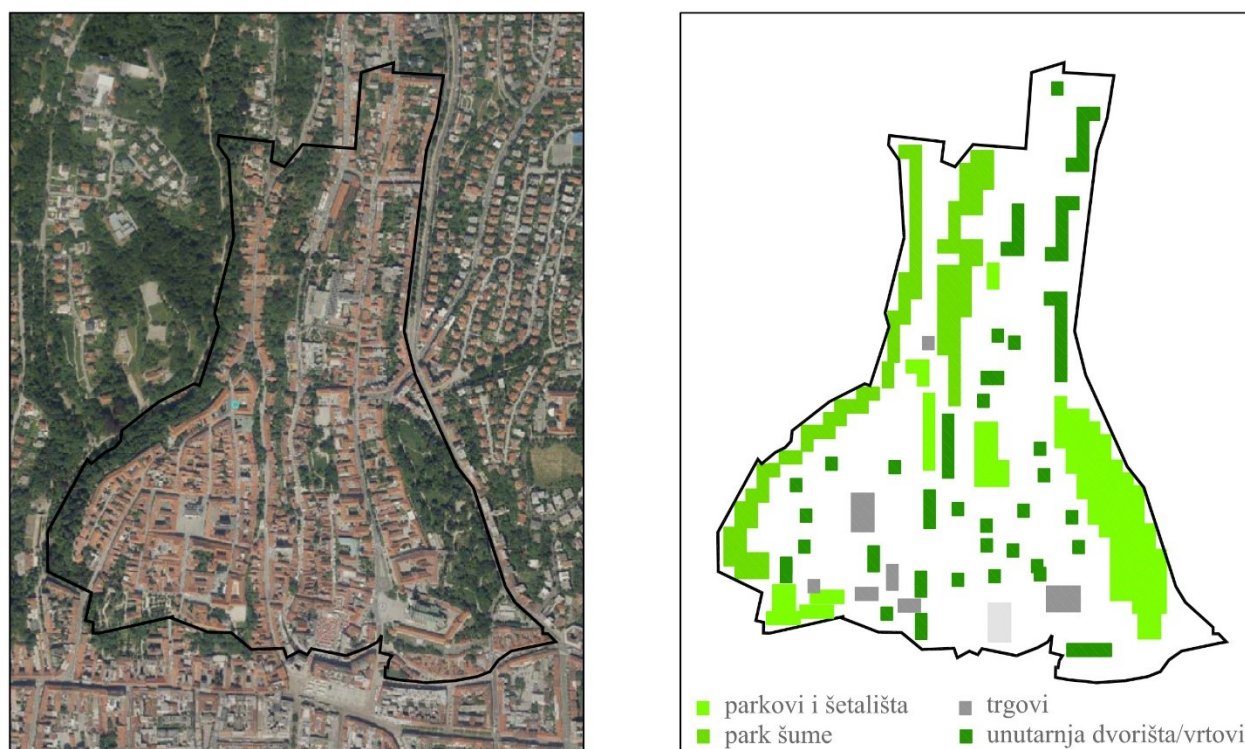 parkovi i šetališta
park šume
trgovi
unutarnja dvorišta/vrtovi